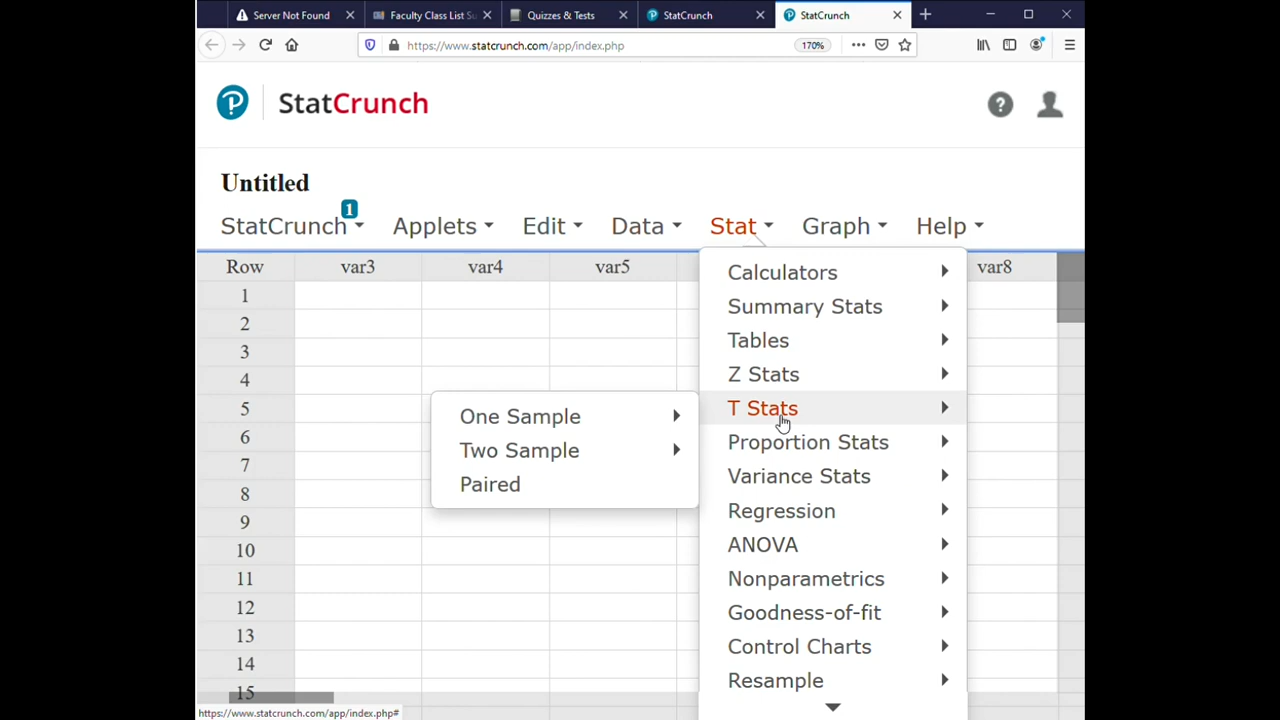 Server Not Found
Faculty Class List Su
Quizzes & Tests
StatCrunch
StatCrunch
https://www.statcrunch.com/app/index.php
170%
StatCrunch
Untitled
1
StatCrunch Applets Edit Data Stat Graph Help
Row var3 var4 var5 var8
1
2
3
4
5
6
7
8
9
10
11
12
13
14
15
Calculators
Summary Stats
Tables
Z Stats
T Stats
Proportion Stats
Variance Stats
Regression
ANOVA
Nonparametrics
Goodness-of-fit
Control Charts
Resample
One Sample
Two Sample
Paired
https://www.statcrunch.com/app/index.php#